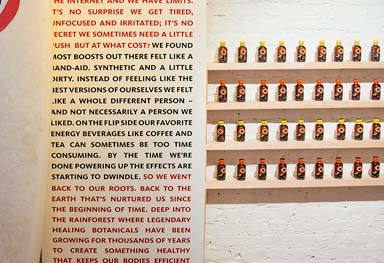 THE INTERNET AND WE HAVE LIMITS.
IT'S NO SURPRISE WE GET TIRED,
UNFOCUSED AND IRRITATED; IT'S NO
SECRET WE SOMETIMES NEED A LITTLE
PUSH BUT AT WHAT COST? WE FOUND
MOST BOOSTS OUT THERE FELT LIKE A
BAND-AID. SYNTHETIC AND A LITTLE
DIRTY. INSTEAD OF FEELING LIKE THE
BEST VERSIONS OF OURSELVES WE FELT
LIKE A WHOLE DIFFERENT PERSON –
AND NOT NECESSARILY A PERSON WE
LIKED. ON THE FLIP SIDE OUR FAVORITE
ENERGY BEVERAGES LIKE COFFEE AND
TEA CAN SOMETIMES BE TOO TIME
CONSUMING. BY THE TIME WE'RE
DONE POWERING UP THE EFFECTS ARE
STARTING TO DWINDLE. SO WE WENT
BACK TO OUR ROOTS. BACK TO THE
EARTH THAT'S NURTURED US SINCE
THE BEGINNING OF TIME. DEEP INTO
THE RAINFOREST WHERE LEGENDARY
HEALING BOTANICALS HAVE BEEN
GROWING FOR THOUSANDS OF YEARS
TO CREATE SOMETHING HEALTHY
THAT KEEPS OUR BODIES EFFICIENT